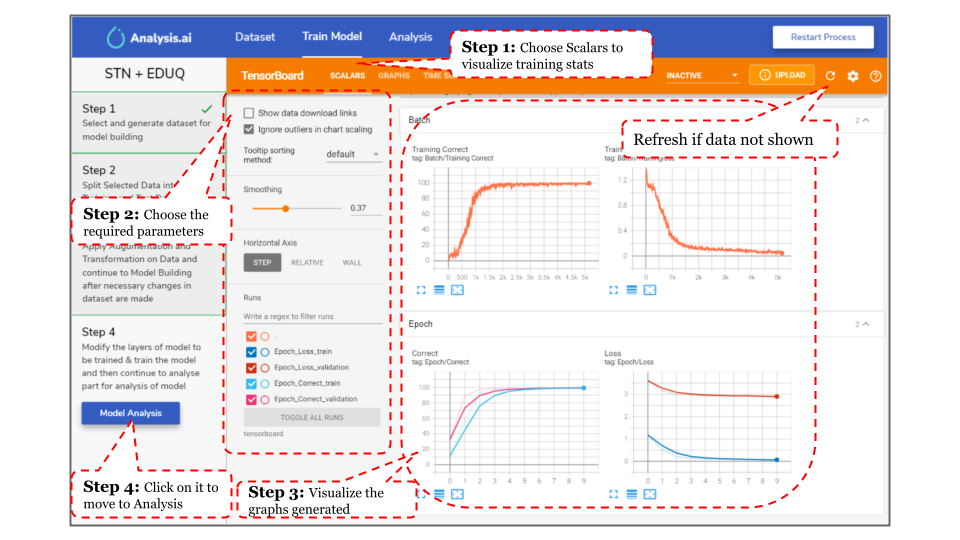 Analysis.ai
Dataset
Train Model
Analysis
Restart Process
Step 1: Choose Scalars to
visualize training stats
STN + EDUQ
TensorBoard
SCALARS
GRAPHS
TIME
INACTIVE
UPLOAD
Step 1
Select and generate dataset for
model building
Step 2
Split Selected Data into
Step 2: Choose the
required parameters
Apply Augmentation and
Transformation on Data and
continue to Model Building
after necessary changes in
dataset are made
Step 4
Modify the layers of model to
be trained & train the model
and then continue to analyse
part for analysis of model
Model Analysis
Step 4: Click on it to
move to Analysis
Show data download links
Ignore outliers in chart scaling
Tooltip sorting
method:
default
Smoothing
0.37
Horizontal Axis
STEP
RELATIVE
WALL
Runs
Write a regex to filter runs
.
Epoch_Loss_train
Epoch_Loss_validation
Epoch_Correct_train
Epoch_Correct_validation
TOGGLE ALL RUNS
tensorboard
Step 3: Visualize the
graphs generated
Refresh if data not shown
Batch
2
Training Correct
tag: Batch/Training Correct
100
80
60
40
20
0
0 500 1k 1.5k 2k 2.5k 3k 3.5k 4k 4.5k 5k
1.2
0.8
0.4
0
0 1k 2k 3k 4k 5k
Epoch
2
Correct
tag: Epoch/Correct
100
80
60
40
20
0
0 1 2 3 4 5 6 7 8 9
Loss
tag: Epoch/Loss
3
2
1
0
0 1 2 3 4 5 6 7 8 9